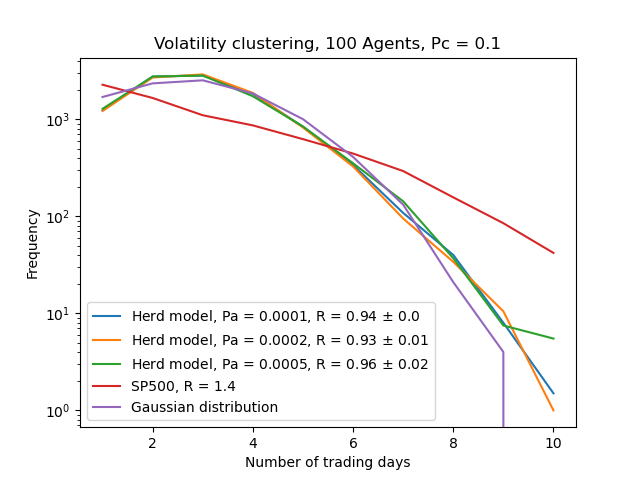 Volatility clustering, 100 Agents, Pc = 0.1
Frequency
10³
10²
10¹
10⁰
Herd model, Pa = 0.0001, R = 0.94 ± 0.0
Herd model, Pa = 0.0002, R = 0.93 ± 0.01
Herd model, Pa = 0.0005, R = 0.96 ± 0.02
SP500, R = 1.4
Gaussian distribution
2 4 6 8 10
Number of trading days